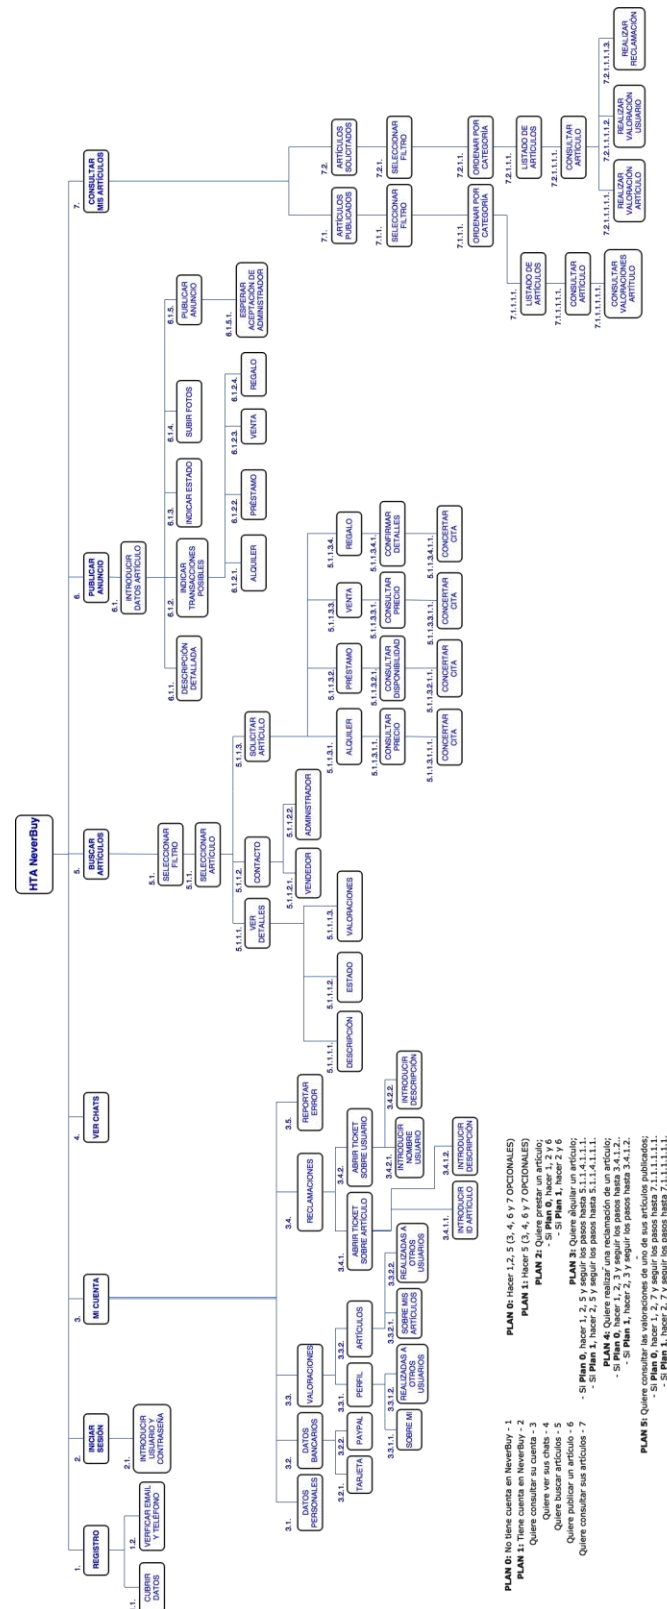 HTA NeverBuy
1.
REGISTRO
1.1.
CUBRIR
DATOS
1.2.
VERFICAR EMAIL
Y TELÉFONO
2.
INICIAR
SESIÓN
2.1.
INTRODUCIR
USUARIO Y
CONTRASEÑA
3.
MI CUENTA
3.1.
DATOS
PERSONALES
3.2.
DATOS
BANCARIOS
3.2.1.
TARJETA
3.2.2.
PAYPAL
3.3.
VALORACIONES
3.3.1.
PERFIL
3.3.1.1.
SOBRE MI
3.3.1.2.
REALIZADAS A
OTROS
USUARIOS
3.3.2.
ARTÍCULOS
3.3.2.1.
SOBRE MIS
ARTÍCULOS
3.3.2.2.
REALIZADAS A
OTROS
USUARIOS
3.4.
RECLAMACIONES
3.4.1.
ABRIR TICKET
SOBRE ARTÍCULO
3.4.1.1.
INTRODUCIR
ID ARTÍCULO
3.4.1.2.
INTRODUCIR
DESCRIPCIÓN
3.4.2.
ABRIR TICKET
SOBRE USUARIO
3.4.2.1.
INTRODUCIR
NOMBRE
USUARIO
3.4.2.2.
INTRODUCIR
DESCRIPCIÓN
3.5.
REPORTAR
ERROR
4.
VER CHATS
5.
BUSCAR
ARTÍCULOS
5.1.
SELECCIONAR
FILTRO
5.1.1.
SELECCIONAR
ARTÍCULO
5.1.1.1.
VER
DETALLES
5.1.1.1.1.
DESCRIPCIÓN
5.1.1.1.2.
ESTADO
5.1.1.1.3.
VALORACIONES
5.1.1.2.
CONTACTO
5.1.1.2.1.
VENDEDOR
5.1.1.2.2.
ADMINISTRADOR
5.1.1.3.
SOLICITAR
ARTÍCULO
5.1.1.3.1.
ALQUILER
5.1.1.3.1.1.
CONSULTAR
PRECIO
5.1.1.3.1.1.1.
CONCERTAR
CITA
5.1.1.3.2.
PRÉSTAMO
5.1.1.3.2.1.
CONSULTAR
DISPONIBILIDAD
5.1.1.3.2.1.1.
CONCERTAR
CITA
5.1.1.3.3.
VENTA
5.1.1.3.3.1.
CONSULTAR
PRECIO
5.1.1.3.3.1.1.
CONCERTAR
CITA
5.1.1.3.4.
REGALO
5.1.1.3.4.1.
CONFIRMAR
DETALLES
5.1.1.3.4.1.1.
CONCERTAR
CITA
6.
PUBLICAR
ANUNCIO
6.1.
INTRODUCIR
DATOS ARTÍCULO
6.1.1.
DESCRIPCIÓN
DETALLADA
6.1.2.
INDICAR
TRANSACCIONES
POSIBLES
6.1.2.1.
ALQUILER
6.1.2.2.
PRÉSTAMO
6.1.2.3.
VENTA
6.1.2.4.
REGALO
6.1.3.
INDICAR ESTADO
6.1.4.
SUBIR FOTOS
6.1.5.
PUBLICAR
ANUNCIO
6.1.5.1.
ESPERAR
ACEPTACIÓN DE
ADMINISTRADOR
7.
CONSULTAR
MIS ARTÍCULOS
7.1.
ARTÍCULOS
PUBLICADOS
7.1.1.
SELECCIONAR
FILTRO
7.1.1.1.
ORDENAR POR
CATEGORÍA
7.1.1.1.1.
LISTADO DE
ARTÍCULOS
7.1.1.1.1.1.
CONSULTAR
ARTÍCULO
7.1.1.1.1.1.1.
CONSULTAR
VALORACIONES
ARTÍTULO
7.2.
ARTÍCULOS
SOLICITADOS
7.2.1.
SELECCIONAR
FILTRO
7.2.1.1.
ORDENAR POR
CATEGORÍA
7.2.1.1.1.
LISTADO DE
ARTÍCULOS
7.2.1.1.1.1.
CONSULTAR
ARTÍCULO
7.2.1.1.1.1.1.
REALIZAR
VALORACIÓN
ARTÍCULO
7.2.1.1.1.1.2.
REALIZAR
VALORACIÓN
USUARIO
7.2.1.1.1.1.3.
REALIZAR
RECLAMACIÓN
PLAN 0: No tiene cuenta en NeverBuy - 1
PLAN 1: Tiene cuenta en NeverBuy - 2
Quiere consultar su cuenta - 3
Quiere ver sus chats - 4
Quiere buscar artículos - 5
Quiere publicar un artículo - 6
Quiere consultar sus artículos - 7
PLAN 0: Hacer 1,2, 5 (3, 4, 6 y 7 OPCIONALES)
PLAN 1: Hacer 5 (3, 4, 6 y 7 OPCIONALES)
PLAN 2: Quiere prestar un artículo;
- Si Plan 0, hacer 1, 2 y 6
- Si Plan 1, hacer 2 y 6
PLAN 3: Quiere alquilar un artículo;
- Si Plan 0, hacer 1, 2, 5 y seguir los pasos hasta 5.1.1.4.1.1.1.
- Si Plan 1, hacer 2, 5 y seguir los pasos hasta 5.1.1.4.1.1.1.
PLAN 4: Quiere realizar una reclamación de un artículo;
- Si Plan 0, hacer 1, 2, 3 y seguir los pasos hasta 3.4.1.2.
- Si Plan 1, hacer 2, 3 y seguir los pasos hasta 3.4.1.2.
PLAN 5: Quiere consultar las valoraciones de uno de sus artículos publicados;
- Si Plan 0, hacer 1, 2, 7 y seguir los pasos hasta 7.1.1.1.1.1.1.
- Si Plan 1, hacer 2, 7 y seguir los pasos hasta 7.1.1.1.1.1.1.